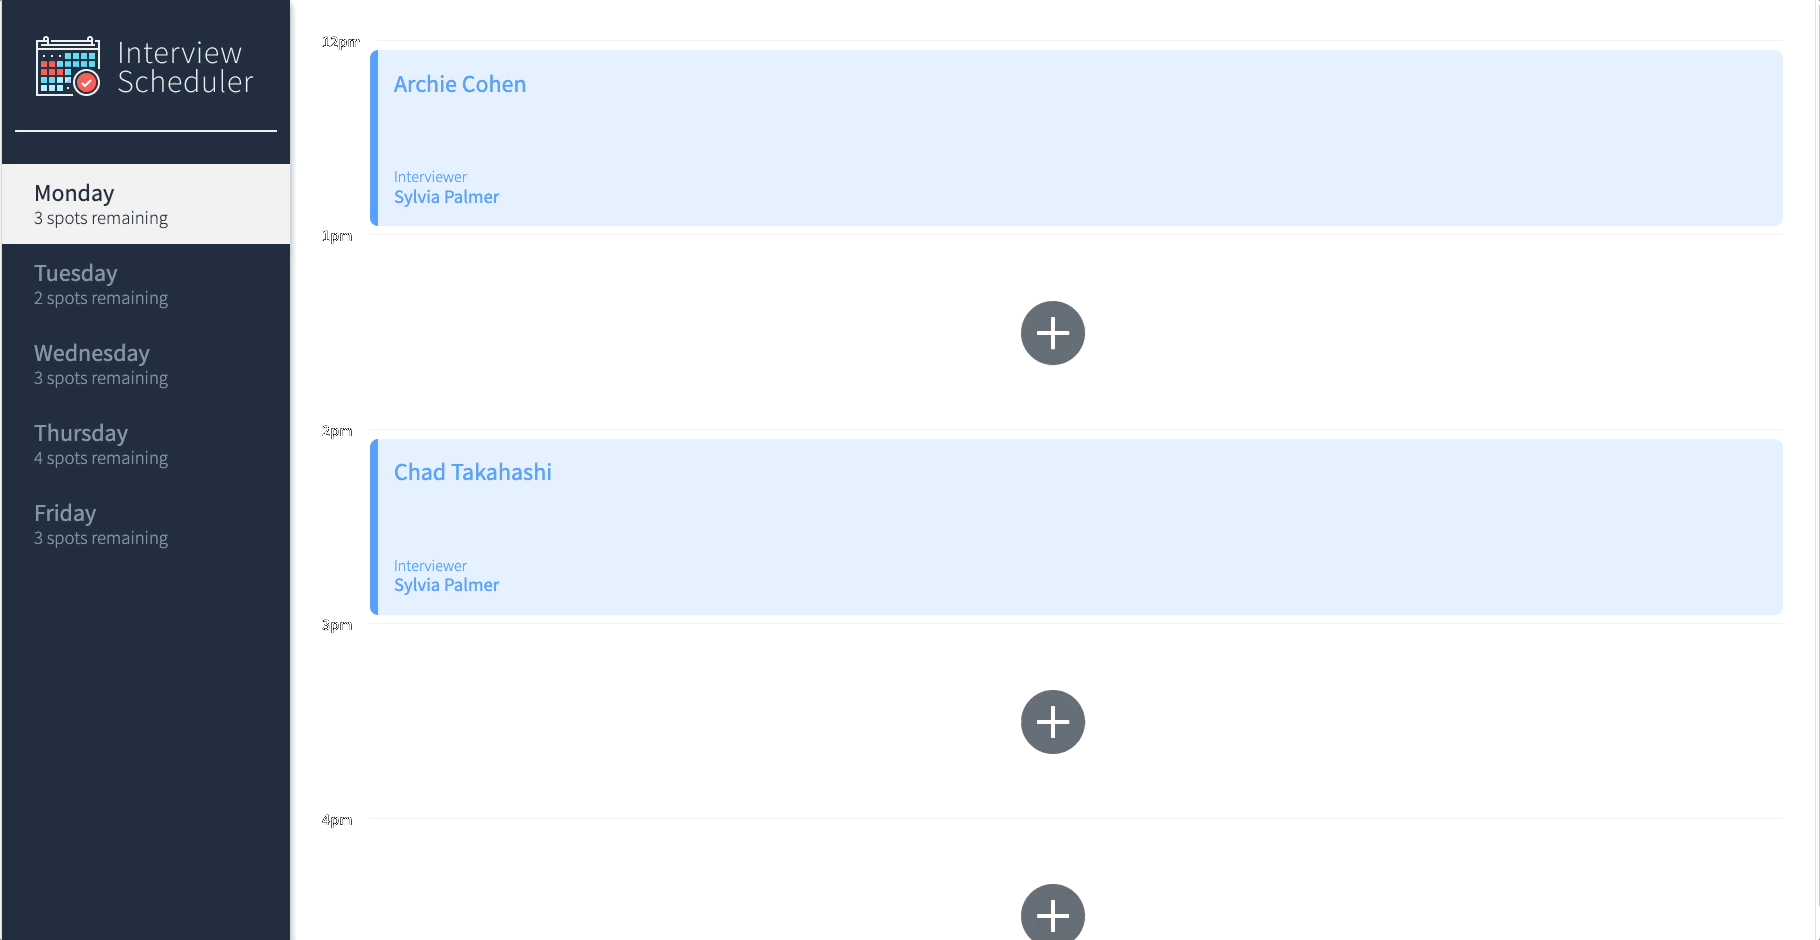 Interview
Scheduler
Monday
3 spots remaining
Tuesday
2 spots remaining
Wednesday
3 spots remaining
Thursday
4 spots remaining
Friday
3 spots remaining
12pm
Archie Cohen
Interviewer
Sylvia Palmer
1pm
2pm
Chad Takahashi
Interviewer
Sylvia Palmer
3pm
4pm